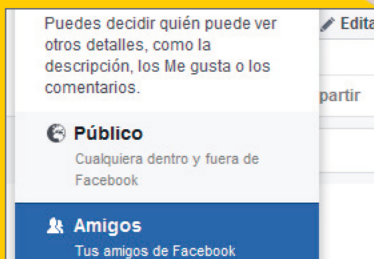 Puedes decidir quién puede ver
otros detalles, como la
descripción, los Me gusta o los
comentarios.
Público
Cualquiera dentro y fuera de
Facebook
Amigos
Tus amigos de Facebook
Edita
partir